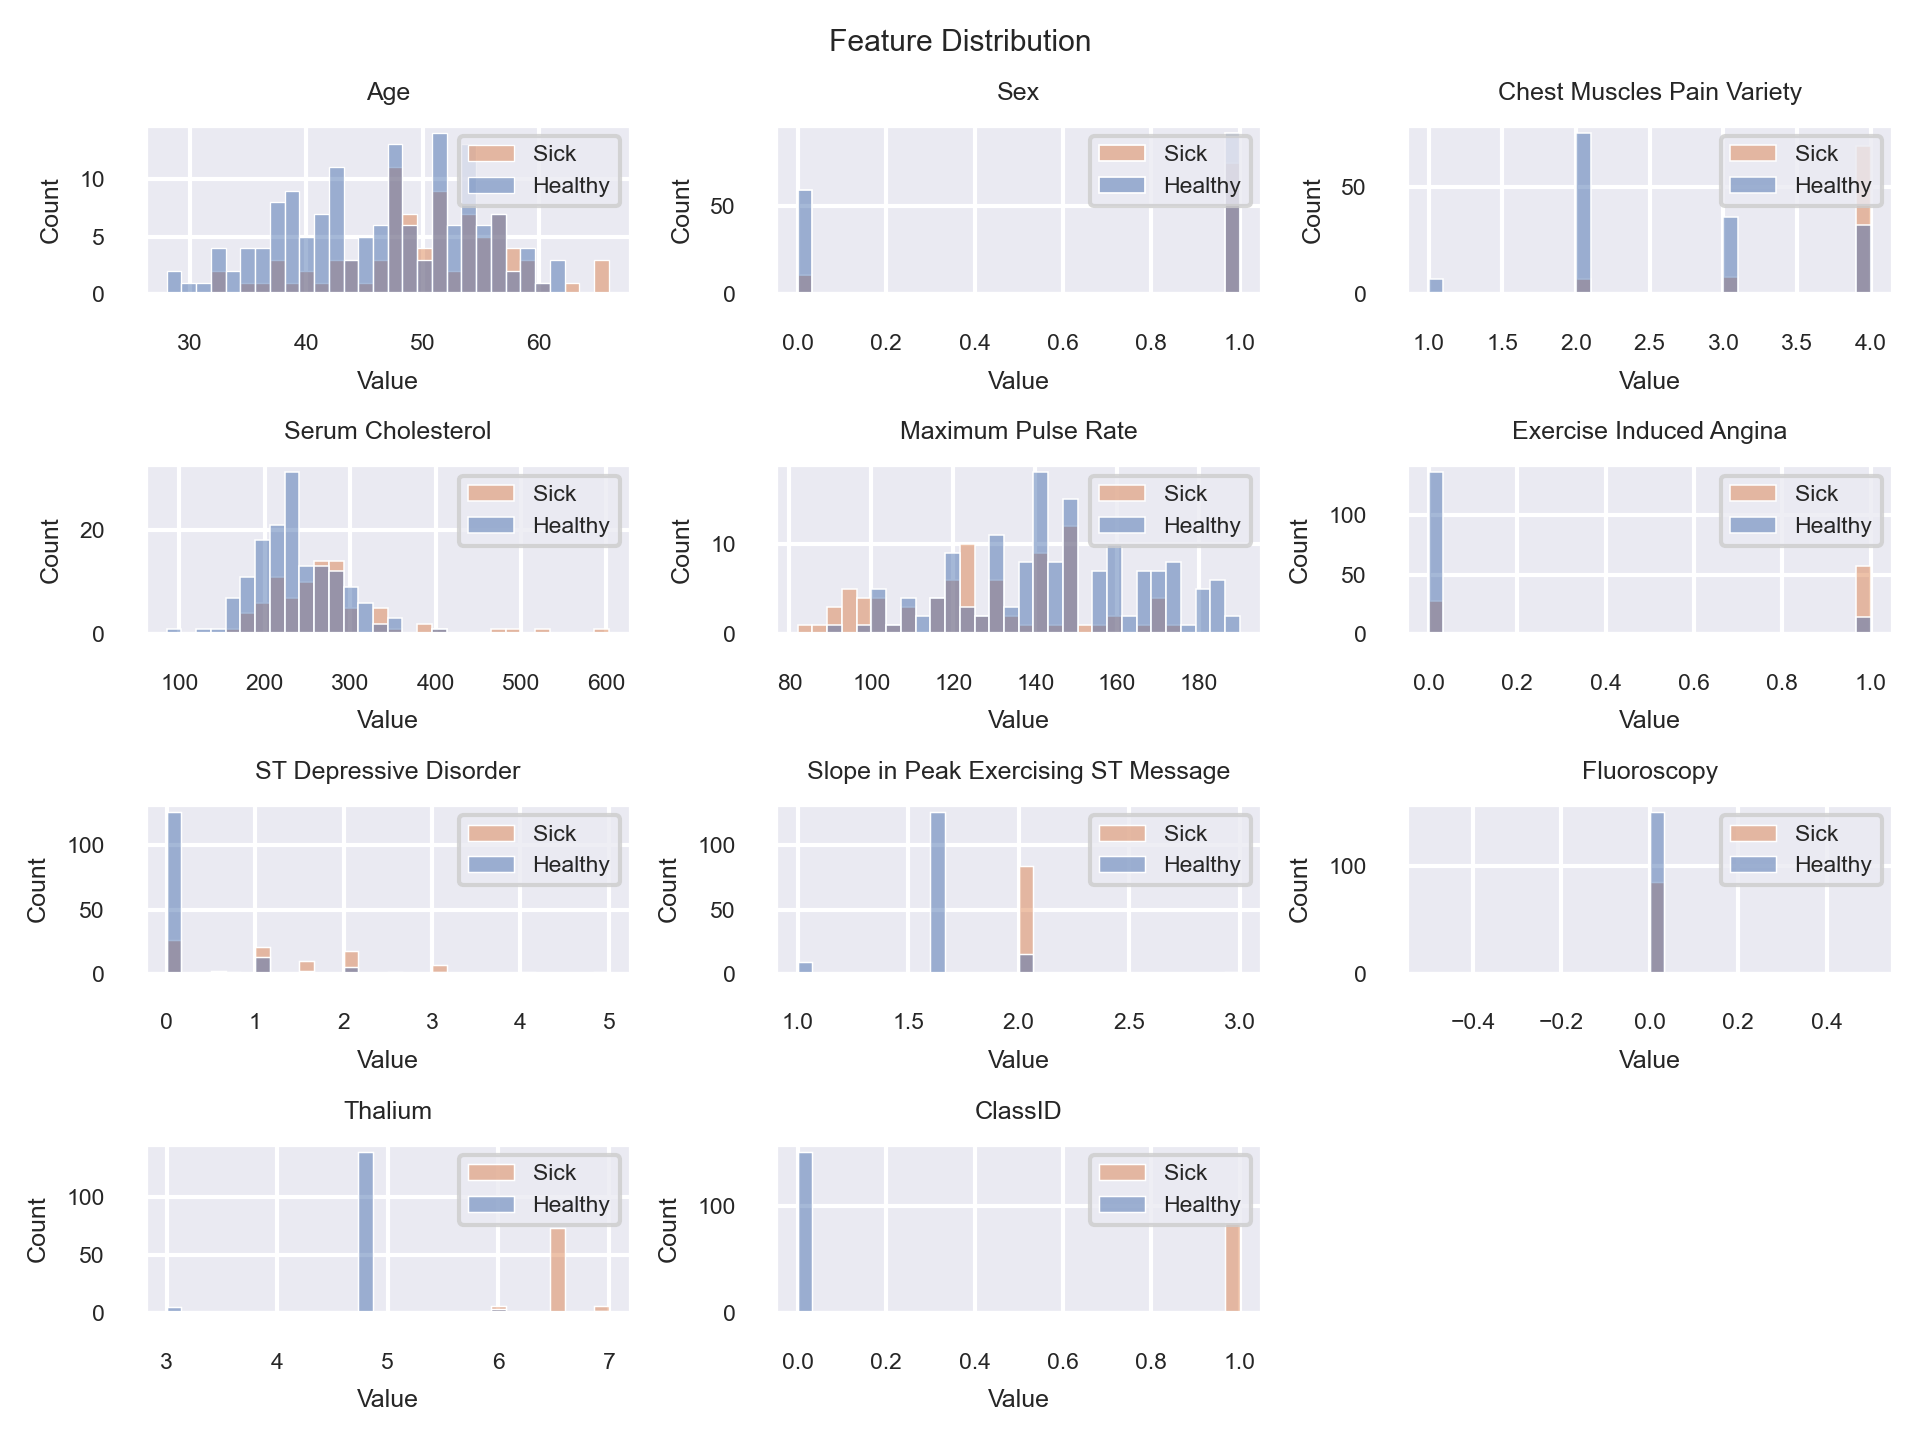 Feature Distribution
Age
Count
10
5
0
Sick
Healthy
30 40 50 60
Value
Sex
Count
50
0
Sick
Healthy
0.0 0.2 0.4 0.6 0.8 1.0
Value
Chest Muscles Pain Variety
Count
50
0
Sick
Healthy
1.0 1.5 2.0 2.5 3.0 3.5 4.0
Value
Serum Cholesterol
Count
20
0
Sick
Healthy
100 200 300 400 500 600
Value
Maximum Pulse Rate
Count
10
0
Sick
Healthy
80 100 120 140 160 180
Value
Exercise Induced Angina
Count
100
50
0
Sick
Healthy
0.0 0.2 0.4 0.6 0.8 1.0
Value
ST Depressive Disorder
Count
100
50
0
Sick
Healthy
0 1 2 3 4 5
Value
Slope in Peak Exercising ST Message
Count
100
50
0
Sick
Healthy
1.0 1.5 2.0 2.5 3.0
Value
Fluoroscopy
Count
100
0
Sick
Healthy
−0.4 −0.2 0.0 0.2 0.4
Value
Thalium
Count
100
50
0
Sick
Healthy
3 4 5 6 7
Value
ClassID
Count
100
0
Sick
Healthy
0.0 0.2 0.4 0.6 0.8 1.0
Value